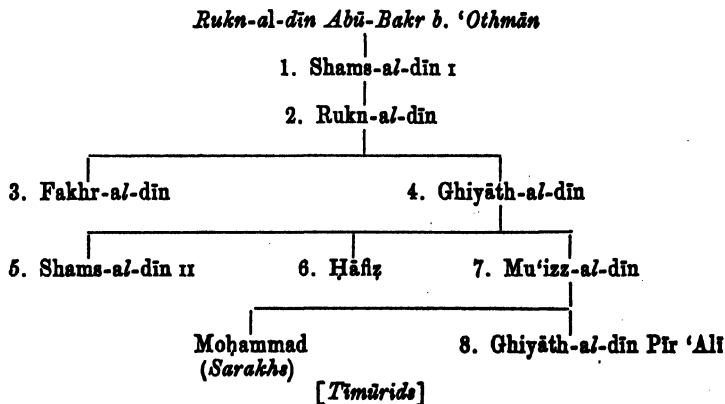 Rukn-al-dīn Abū-Bakr b. ‘Othmān
1. Shams-al-dīn I
2. Rukn-al-dīn
3. Fakhr-al-dīn 4. Ghiyāth-al-dīn
5. Shams-al-dīn II 6. Ḥāfiẓ 7. Mu‘izz-al-dīn
Moḥammad 8. Ghiyāth-al-dīn Pīr ‘Alī
(Sarakhs)
[Tīmūrids]